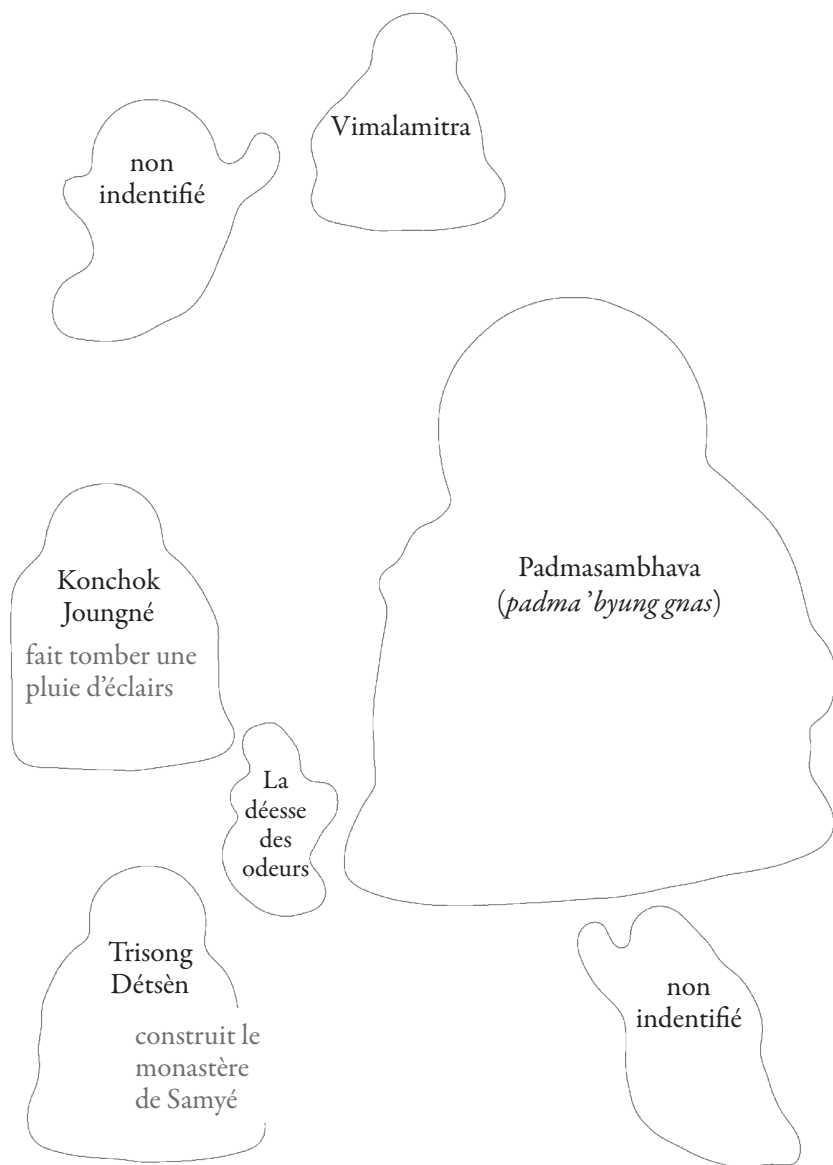 Vimalamitra
non
indentifié
Padmasambhava
(padma ’byung gnas)
Konchok
Joungné
fait tomber une
pluie d’éclairs
La
déesse
des
odeurs
Trisong
Détsèn
construit le
monastère
de Samyé
non
indentifié